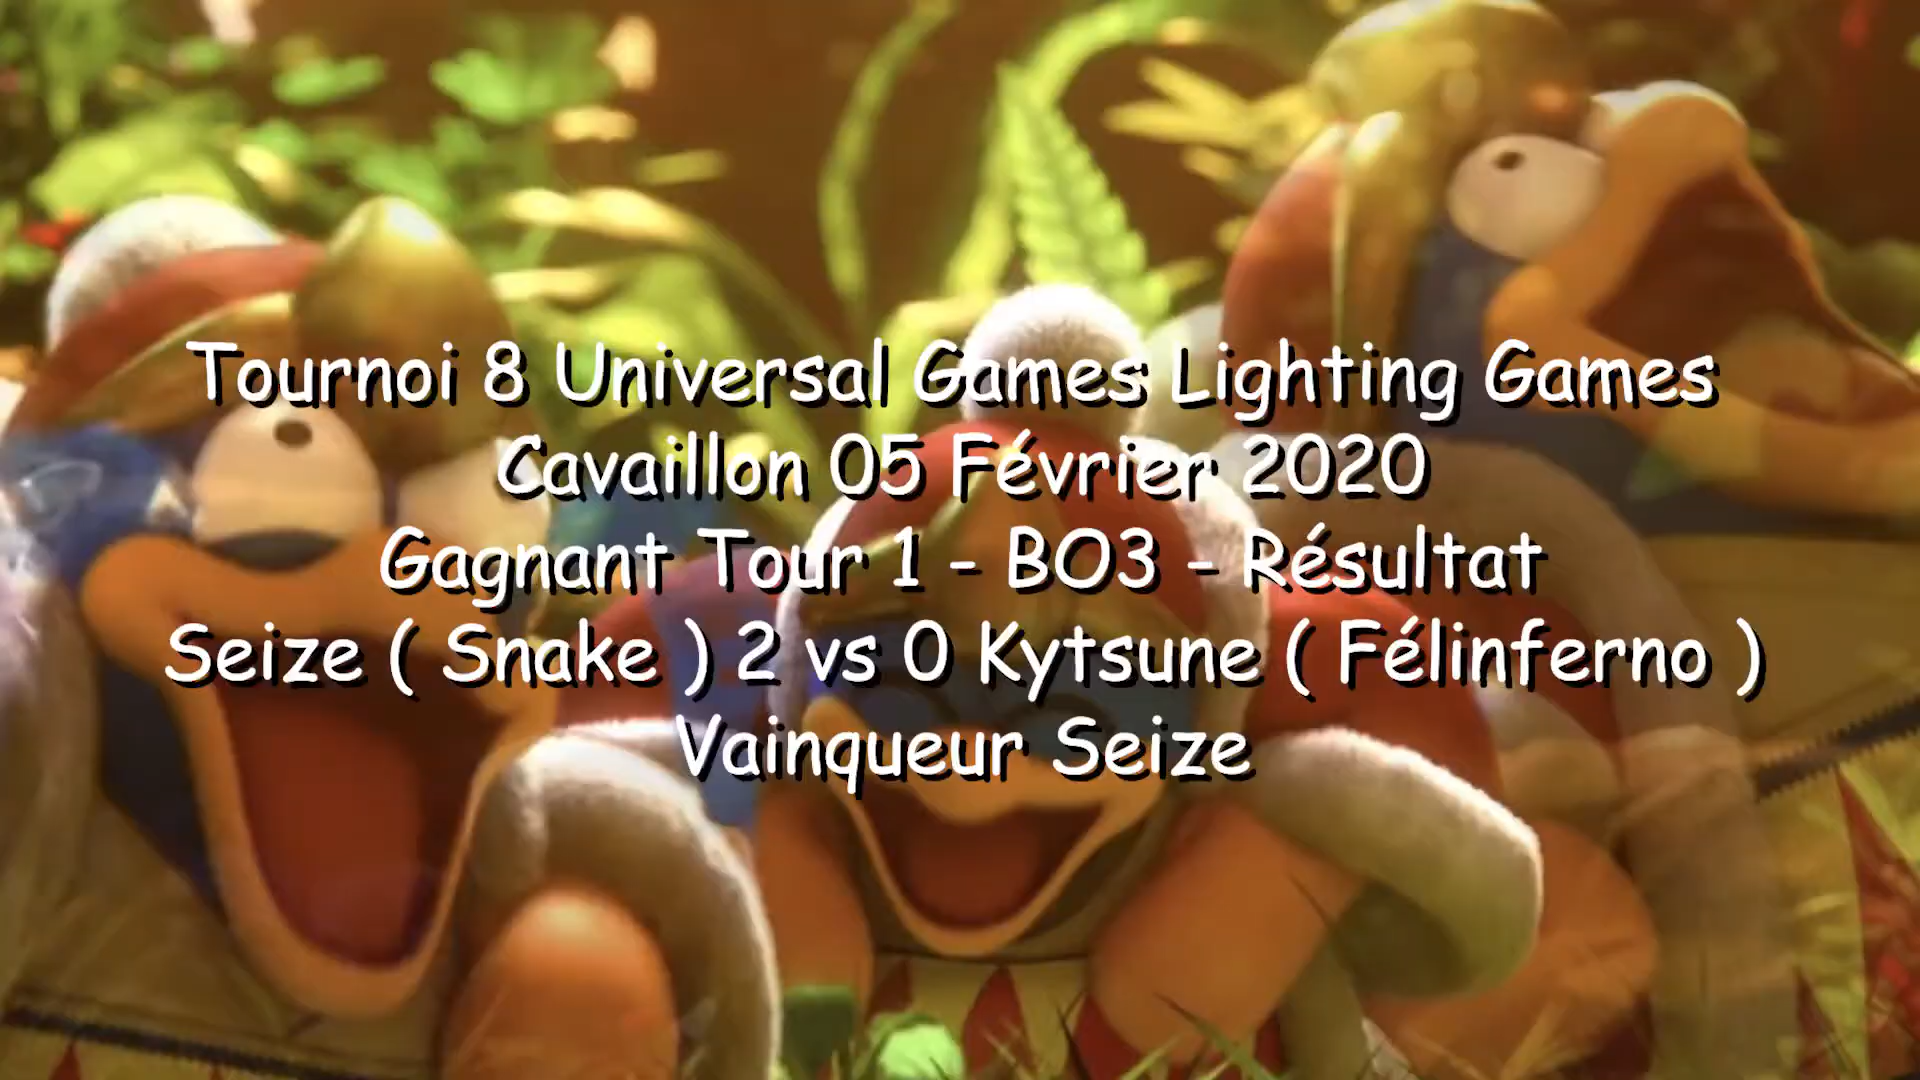 Tournoi 8 Universal Games Lighting Games
Cavaillon 05 Février 2020
Gagnant Tour 1 - BO3 - Résultat
Seize ( Snake ) 2 vs 0 Kytsune ( Félinferno )
Vainqueur Seize